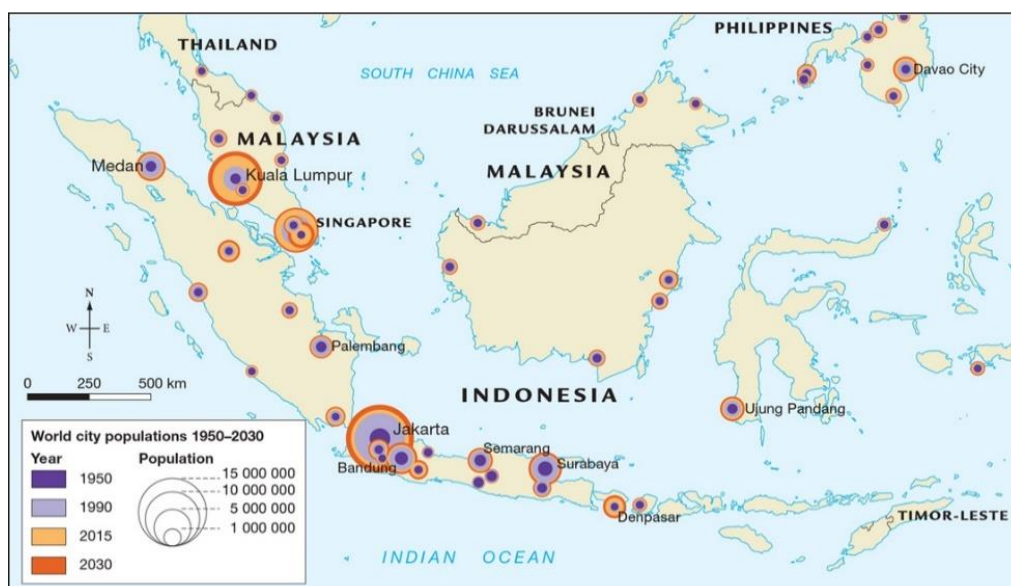 THAILAND
SOUTH CHINA SEA
PHILIPPINES
Davao City
BRUNEI
DARUSSALAM
MALAYSIA
MALAYSIA
Medan
Kuala Lumpur
SINGAPORE
N
W E
S
0 250 500 km
Palembang
INDONESIA
Ujung Pandang
Jakarta
Bandung
Semarang
Surabaya
Denpasar
TIMOR-LESTE
INDIAN OCEAN
World city populations 1950–2030
Year Population
1950
1990
2015
2030
15 000 000
10 000 000
5 000 000
1 000 000